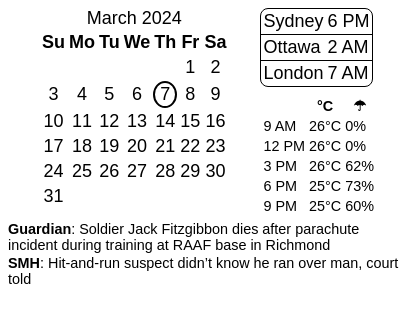 March 2024
Su Mo Tu We Th Fr Sa
1 2
3 4 5 6 7 8 9
10 11 12 13 14 15 16
17 18 19 20 21 22 23
24 25 26 27 28 29 30
31
Sydney 6 PM
Ottawa 2 AM
London 7 AM
°C ☂
9 AM 26°C 0%
12 PM 26°C 0%
3 PM 26°C 62%
6 PM 25°C 73%
9 PM 25°C 60%
Guardian: Soldier Jack Fitzgibbon dies after parachute
incident during training at RAAF base in Richmond
SMH: Hit-and-run suspect didn’t know he ran over man, court
told